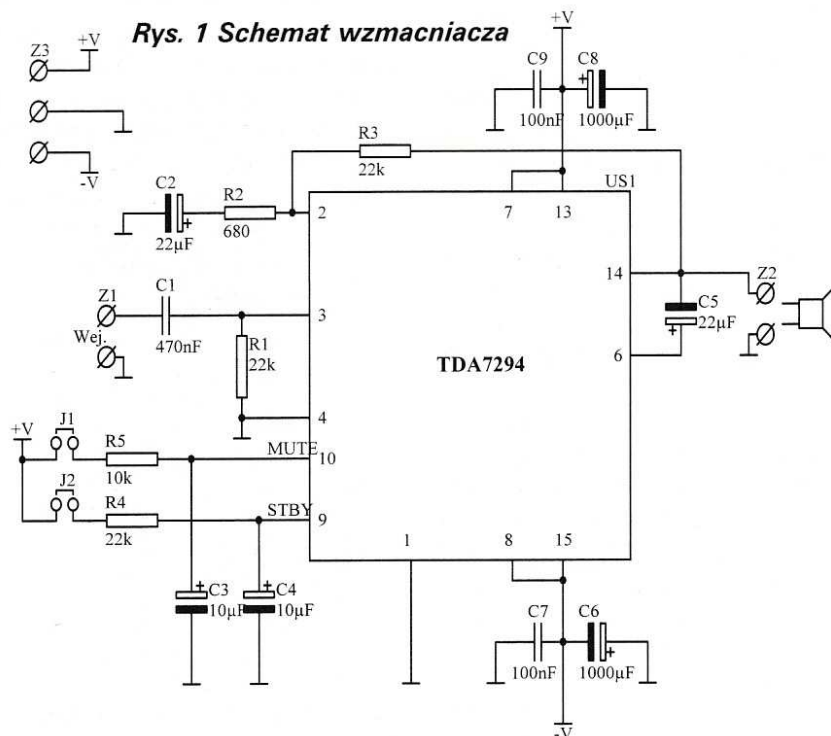 Rys. 1 Schemat wzmacniacza
Z3
+V
-V
+V
C9
100nF
C8
+
1000µF
R3
22k
US1
C2
+
22µF
R2
680
2
7
13
Z1
C1
470nF
3
Wej.
R1
22k
4
TDA7294
14
6
C5
+
22µF
Z2
+V
J1
R5
10k
MUTE
10
J2
R4
22k
STBY
9
1
8
15
C3
+
10µF
C4
+
10µF
C7
100nF
C6
+
1000µF
-V